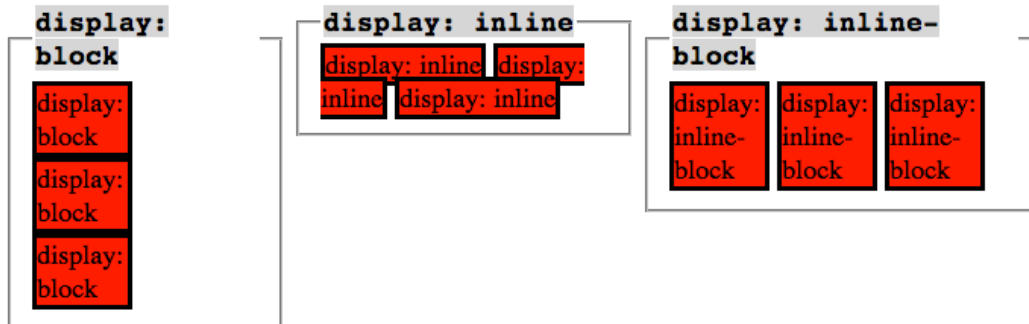 display:
block
display:
block
display:
block
display:
block
display: inline
display: inline display:
inline display: inline
display: inline-
block
display:
inline-
block
display:
inline-
block
display:
inline-
block